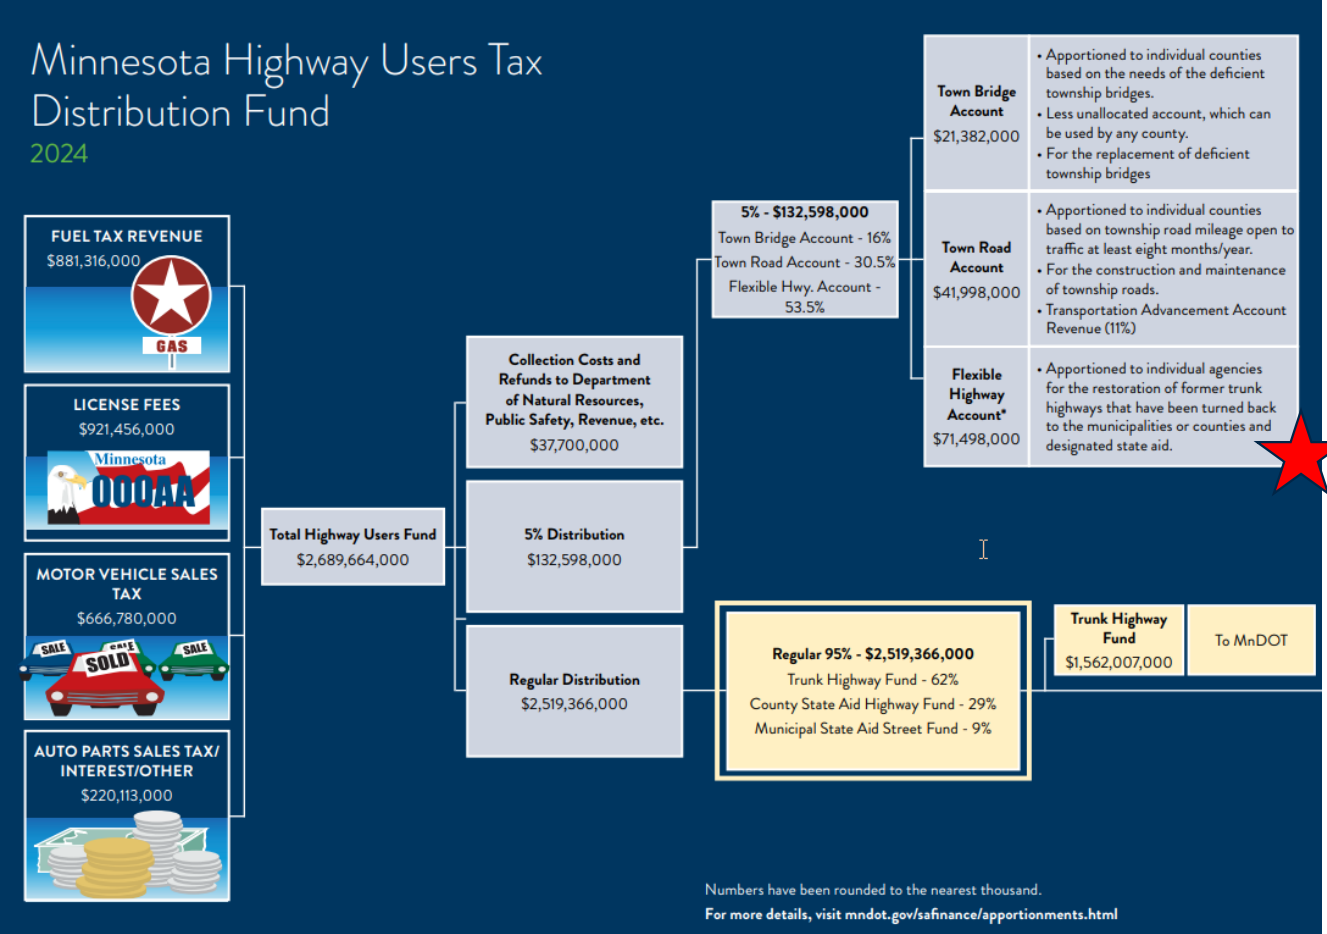 Minnesota Highway Users Tax
Distribution Fund
2024
FUEL TAX REVENUE
$881,316,000
GAS
LICENSE FEES
$921,456,000
Minnesota
000AA
MOTOR VEHICLE SALES
TAX
$666,780,000
SALE
SALE
SALE
SOLD
AUTO PARTS SALES TAX/
INTEREST/OTHER
$220,113,000
Total Highway Users Fund
$2,689,664,000
Collection Costs and
Refunds to Department
of Natural Resources,
Public Safety, Revenue, etc.
$37,700,000
5% Distribution
$132,598,000
Regular Distribution
$2,519,366,000
5% - $132,598,000
Town Bridge Account - 16%
Town Road Account - 30.5%
Flexible Hwy. Account -
53.5%
Town Bridge
Account
$21,382,000
• Apportioned to individual counties
based on the needs of the deficient
township bridges.
• Less unallocated account, which can
be used by any county.
• For the replacement of deficient
township bridges
Town Road
Account
$41,998,000
• Apportioned to individual counties
based on township road mileage open to
traffic at least eight months/year.
• For the construction and maintenance
of township roads.
• Transportation Advancement Account
Revenue (11%)
Flexible
Highway
Account*
$71,498,000
• Apportioned to individual agencies
for the restoration of former trunk
highways that have been turned back
to the municipalities or counties and
designated state aid.
Regular 95% - $2,519,366,000
Trunk Highway Fund - 62%
County State Aid Highway Fund - 29%
Municipal State Aid Street Fund - 9%
Trunk Highway
Fund
$1,562,007,000
To MnDOT
Numbers have been rounded to the nearest thousand.
For more details, visit mndot.gov/safinance/apportionments.html